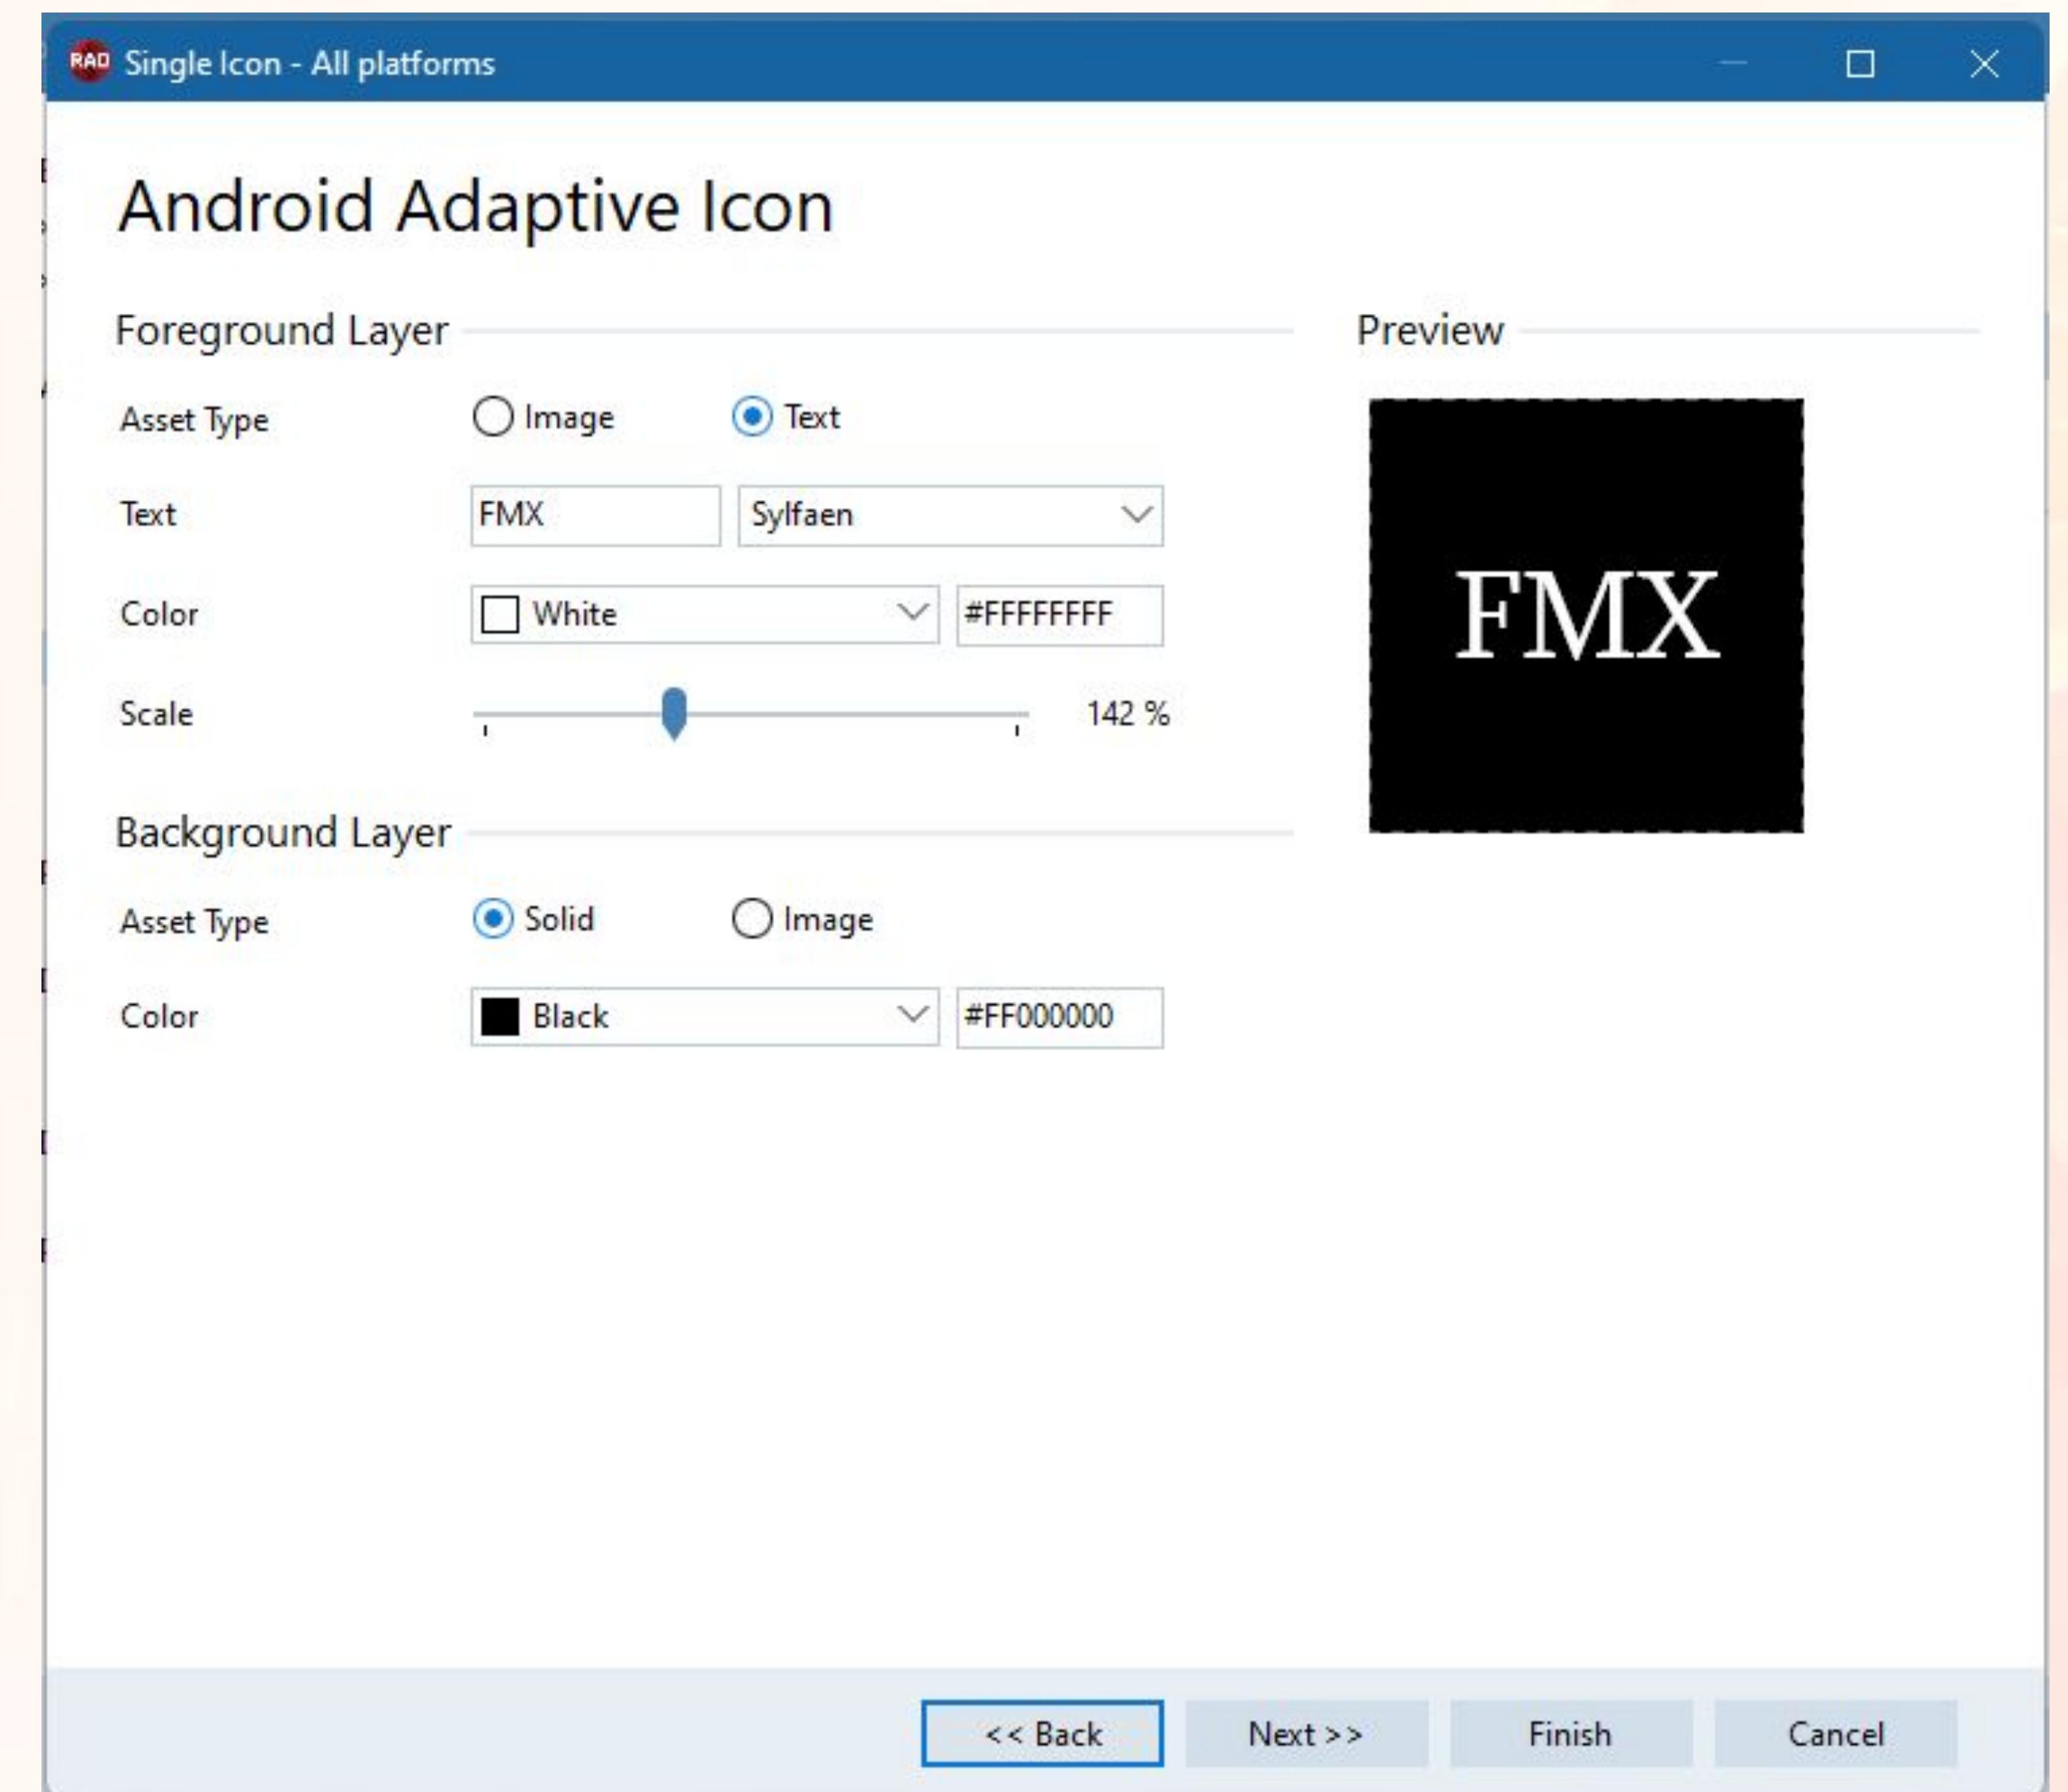 RAD Single Icon - All platforms
Android Adaptive Icon
Foreground Layer
Preview
Asset Type Image Text
Text FMX Sylfaen
Color White #FFFFFFFF
Scale 142 %
FMX
Background Layer
Asset Type Solid Image
Color Black #FF000000
<< Back Next >> Finish Cancel